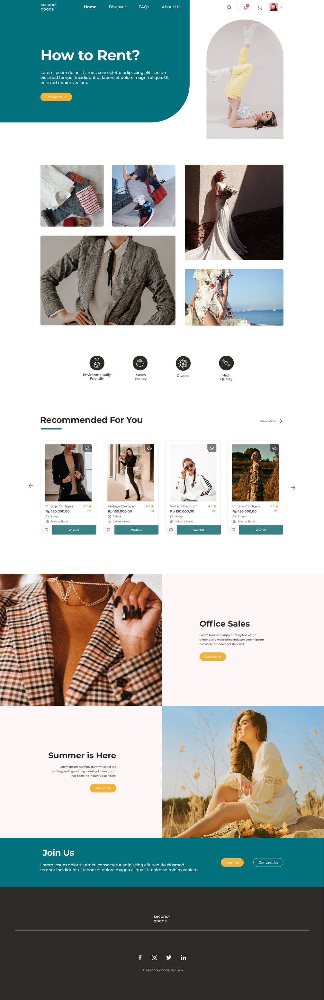 second-
goods
Home
Discover
FAQs
About Us
4
How to Rent?
Lorem ipsum dolor sit amet, consectetur adipiscing elit, sed do
eiusmod tempor incididunt ut labore et dolore magna aliqua. Ut
enim ad minim veniam.
See More
Environmentally
Friendly
Saves
Money
Diverse
High
Quality
Recommended For You
View More
Vintage Cardigan
4.5
Rp 150.000,00
(17)
5 days
Jakarta Barat
Wishlist
Vintage Cardigan
4.5
Rp 150.000,00
(17)
5 days
Jakarta Barat
Wishlist
Vintage Cardigan
4.5
Rp 150.000,00
(17)
5 days
Jakarta Barat
Wishlist
Vintage Cardigan
4.5
Rp 150.000,00
(17)
5 days
Jakarta Barat
Wishlist
Office Sales
Lorem Ipsum is simply dummy text of the
printing and typesetting industry. Lorem Ipsum
has been the industry's standard.
See More
Summer is Here
Lorem Ipsum is simply dummy text of the
printing and typesetting industry. Lorem Ipsum
has been the industry's standard.
See More
Join Us
Lorem ipsum dolor sit amet, consectetur adipiscing elit, sed do eiusmod
tempor incididunt ut labore et dolore magna aliqua. Ut enim ad minim veniam.
Join Us
Contact Us
second-
goods
© second-goods, Inc. 2021